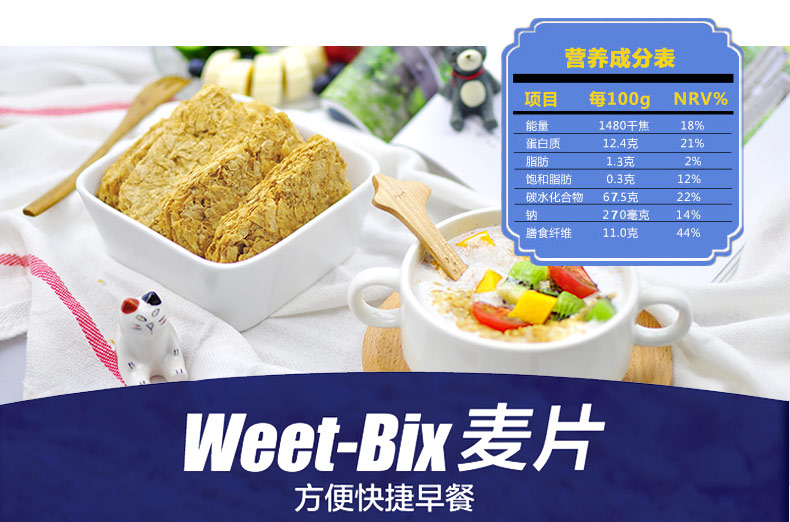 营养成分表
项目 每100g NRV%
能量 1480千焦 18%
蛋白质 12.4克 21%
脂肪 1.3克 2%
饱和脂肪 0.3克 12%
碳水化合物 67.5克 22%
钠 270毫克 14%
膳食纤维 11.0克 44%
Weet-Bix 麦片
方便快捷早餐